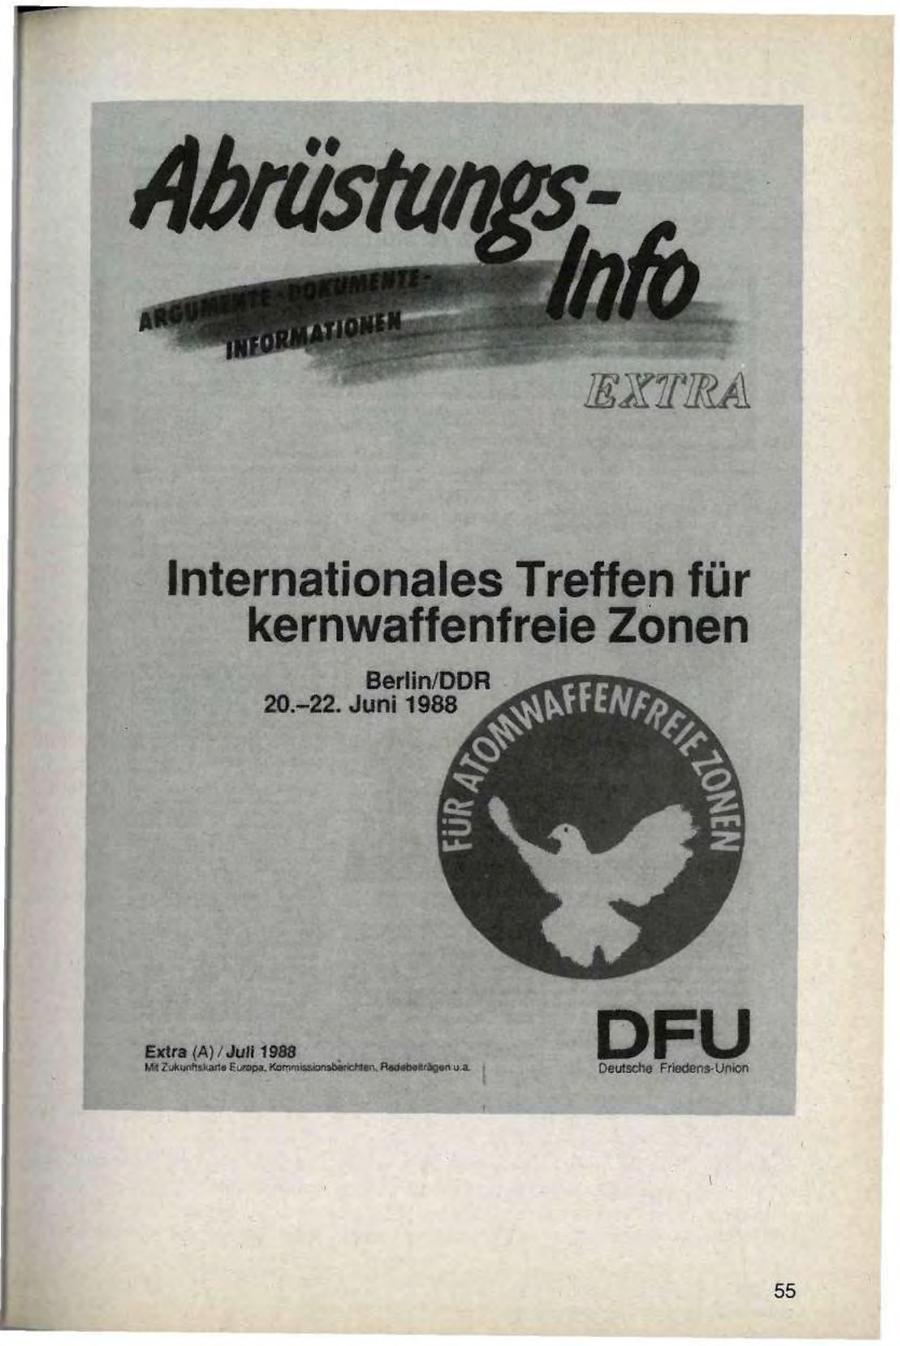 Abrüstungs-
Info
ARGUMENTE - DOKUMENTE -
INFORMATIONEN
EXTRA
Internationales Treffen für
kernwaffenfreie Zonen
Berlin/DDR
20.–22. Juni 1988
FÜR ATOMWAFFENFREIE ZONEN
DFU
Deutsche Friedens-Union
Extra (A) / Juli 1988
Mit Zukunftskarte Europa, Kommissionsberichten, Redebeiträgen u.a.
55